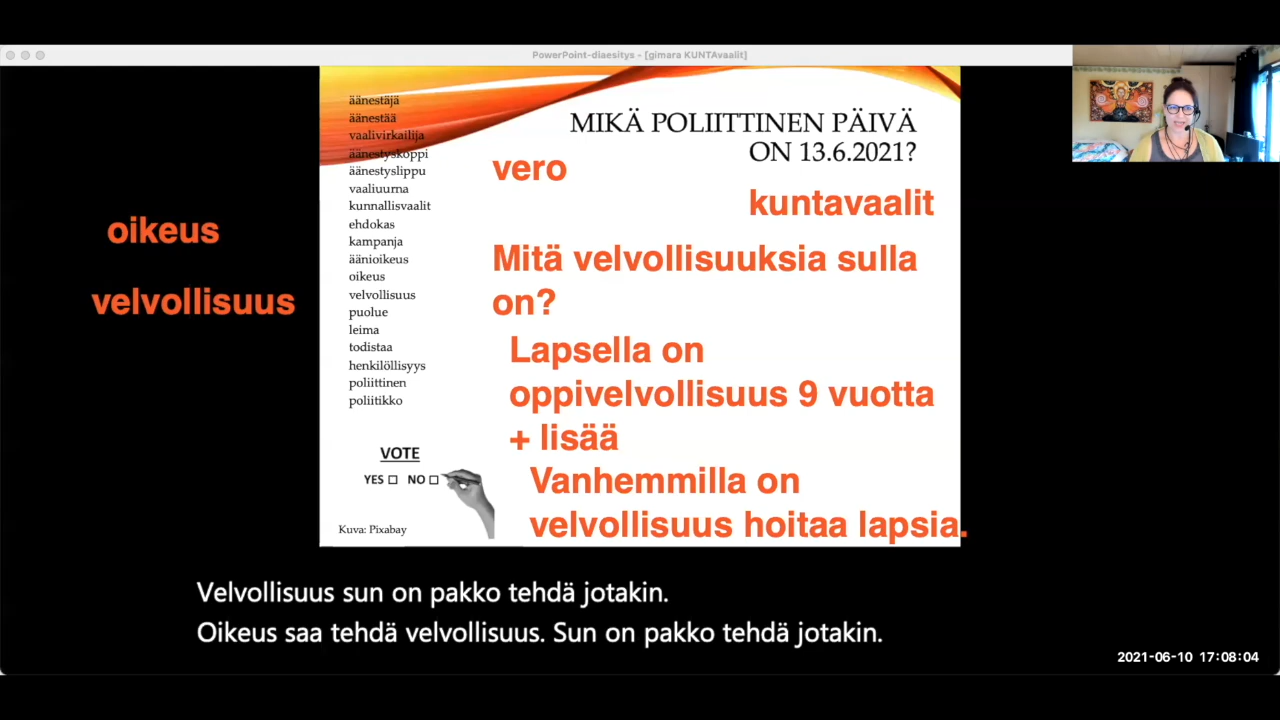 PowerPoint-diaesitys - [gimara KUNTAvaalit]
äänestäjä
äänestää
vaalivirkailija
äänestyskoppi
äänestyslippu
vaaliuurna
kunnallisvaalit
ehdokas
kampanja
äänioikeus
oikeus
velvollisuus
puolue
leima
todistaa
henkilöllisyys
poliittinen
poliitikko
MIKÄ POLIITTINEN PÄIVÄ
ON 13.6.2021?
vero
kuntavaalit
oikeus
velvollisuus
Mitä velvollisuuksia sulla
on?
Lapsella on
oppivelvollisuus 9 vuotta
+ lisää
Vanhemmilla on
velvollisuus hoitaa lapsia.
VOTE
YES ☐ NO ☐
Kuva: Pixabay
Velvollisuus sun on pakko tehdä jotakin.
Oikeus saa tehdä velvollisuus. Sun on pakko tehdä jotakin.
2021-06-10 17:08:04